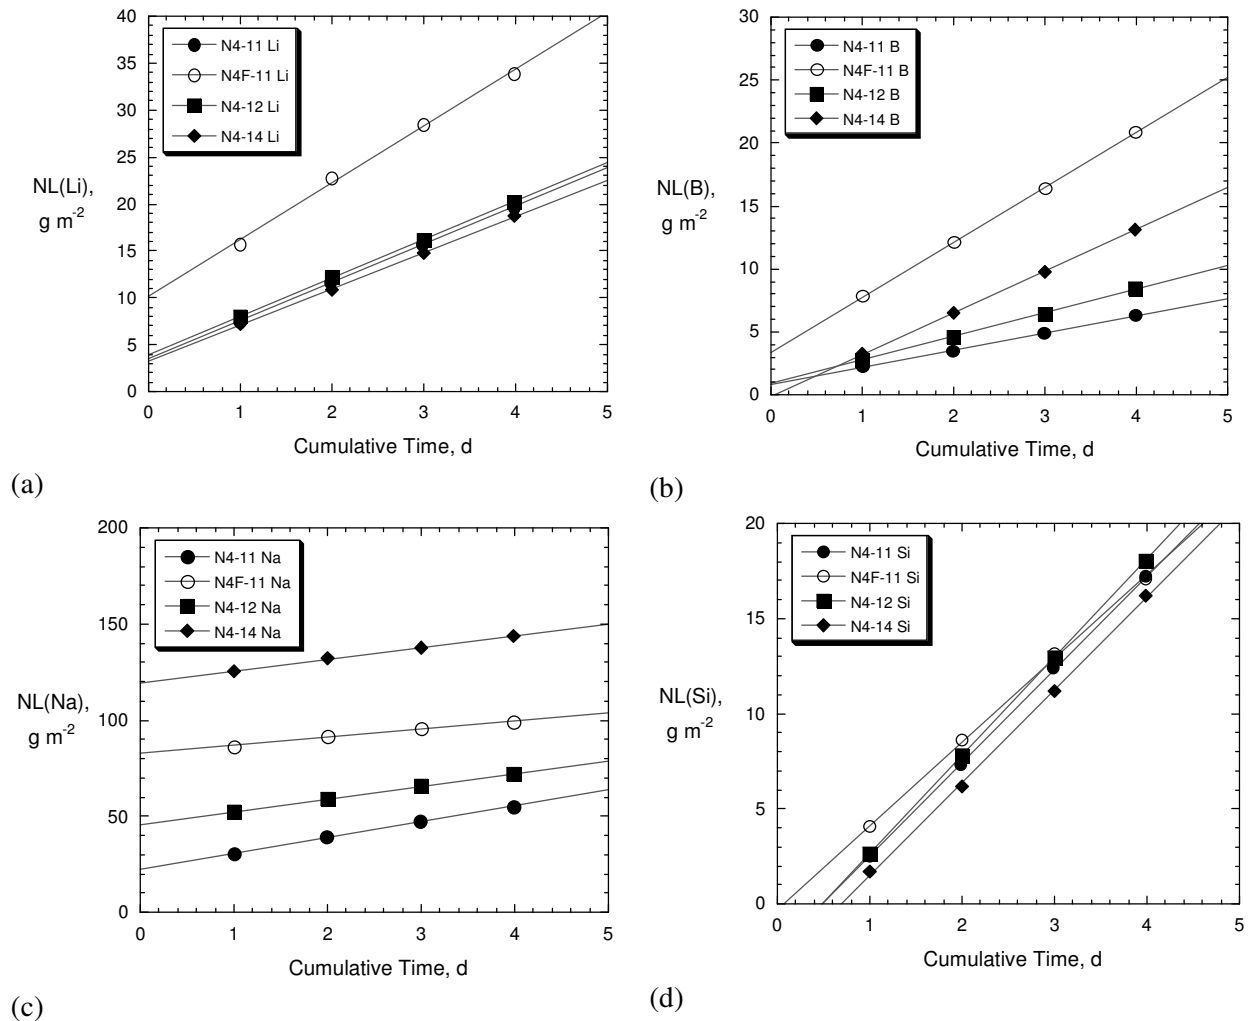 40
35
30
25
20
15
10
5
0
N4-11 Li
N4F-11 Li
N4-12 Li
N4-14 Li
NL(Li),
g m-2
0 1 2 3 4 5
Cumulative Time, d
(a)
30
25
20
15
10
5
0
N4-11 B
N4F-11 B
N4-12 B
N4-14 B
NL(B),
g m-2
0 1 2 3 4 5
Cumulative Time, d
(b)
200
150
100
50
0
N4-11 Na
N4F-11 Na
N4-12 Na
N4-14 Na
NL(Na),
g m-2
0 1 2 3 4 5
Cumulative Time, d
(c)
20
15
10
5
0
N4-11 Si
N4F-11 Si
N4-12 Si
N4-14 Si
NL(Si),
g m-2
0 1 2 3 4 5
Cumulative Time, d
(d)